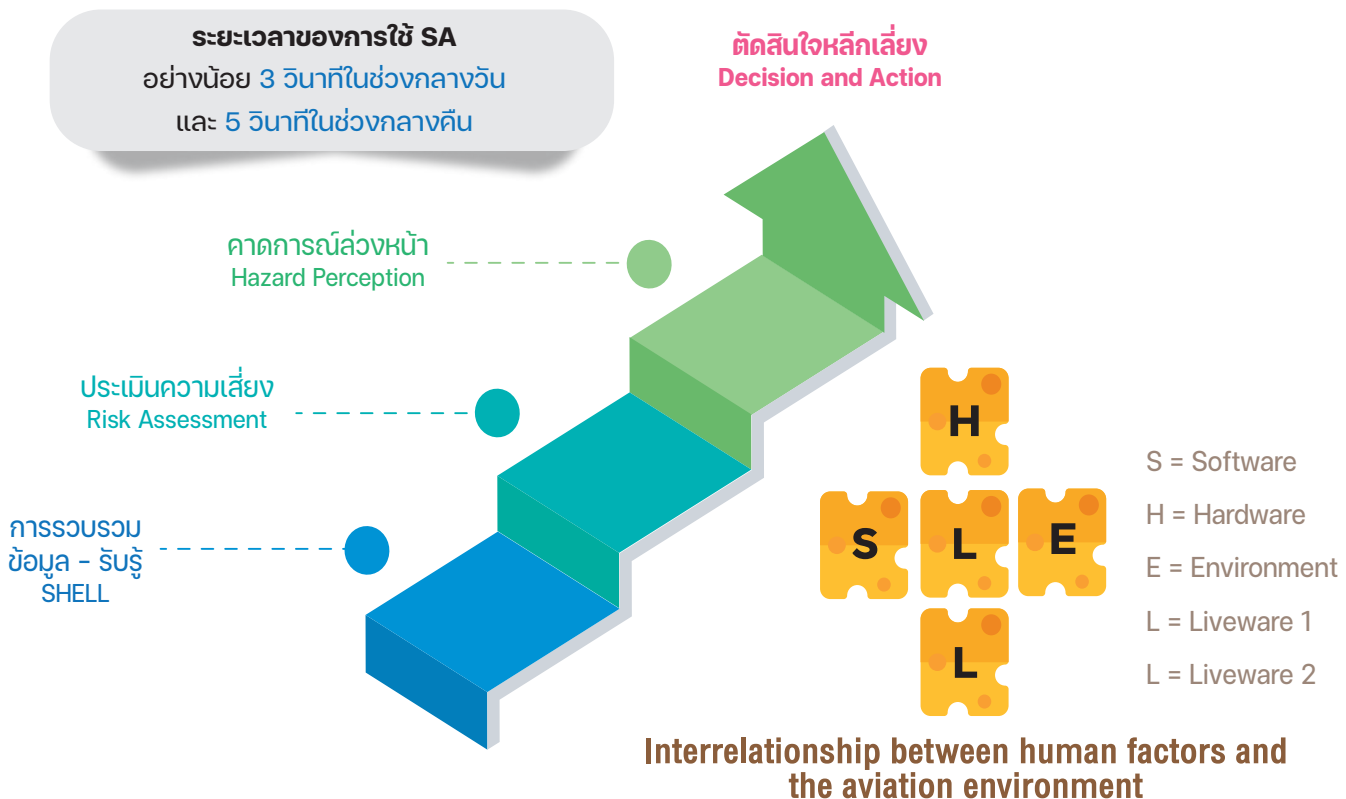 ระยะเวลาของการใช้ SA
อย่างน้อย 3 วินาทีในช่วงกลางวัน
และ 5 วินาทีในช่วงกลางคืน
ตัดสินใจหลีกเลี่ยง
Decision and Action
คาดการณ์ล่วงหน้า
Hazard Perception
ประเมินความเสี่ยง
Risk Assessment
การรวบรวม
ข้อมูล - รับรู้
SHELL
H
S L E
L
S = Software
H = Hardware
E = Environment
L = Liveware 1
L = Liveware 2
Interrelationship between human factors and
the aviation environment